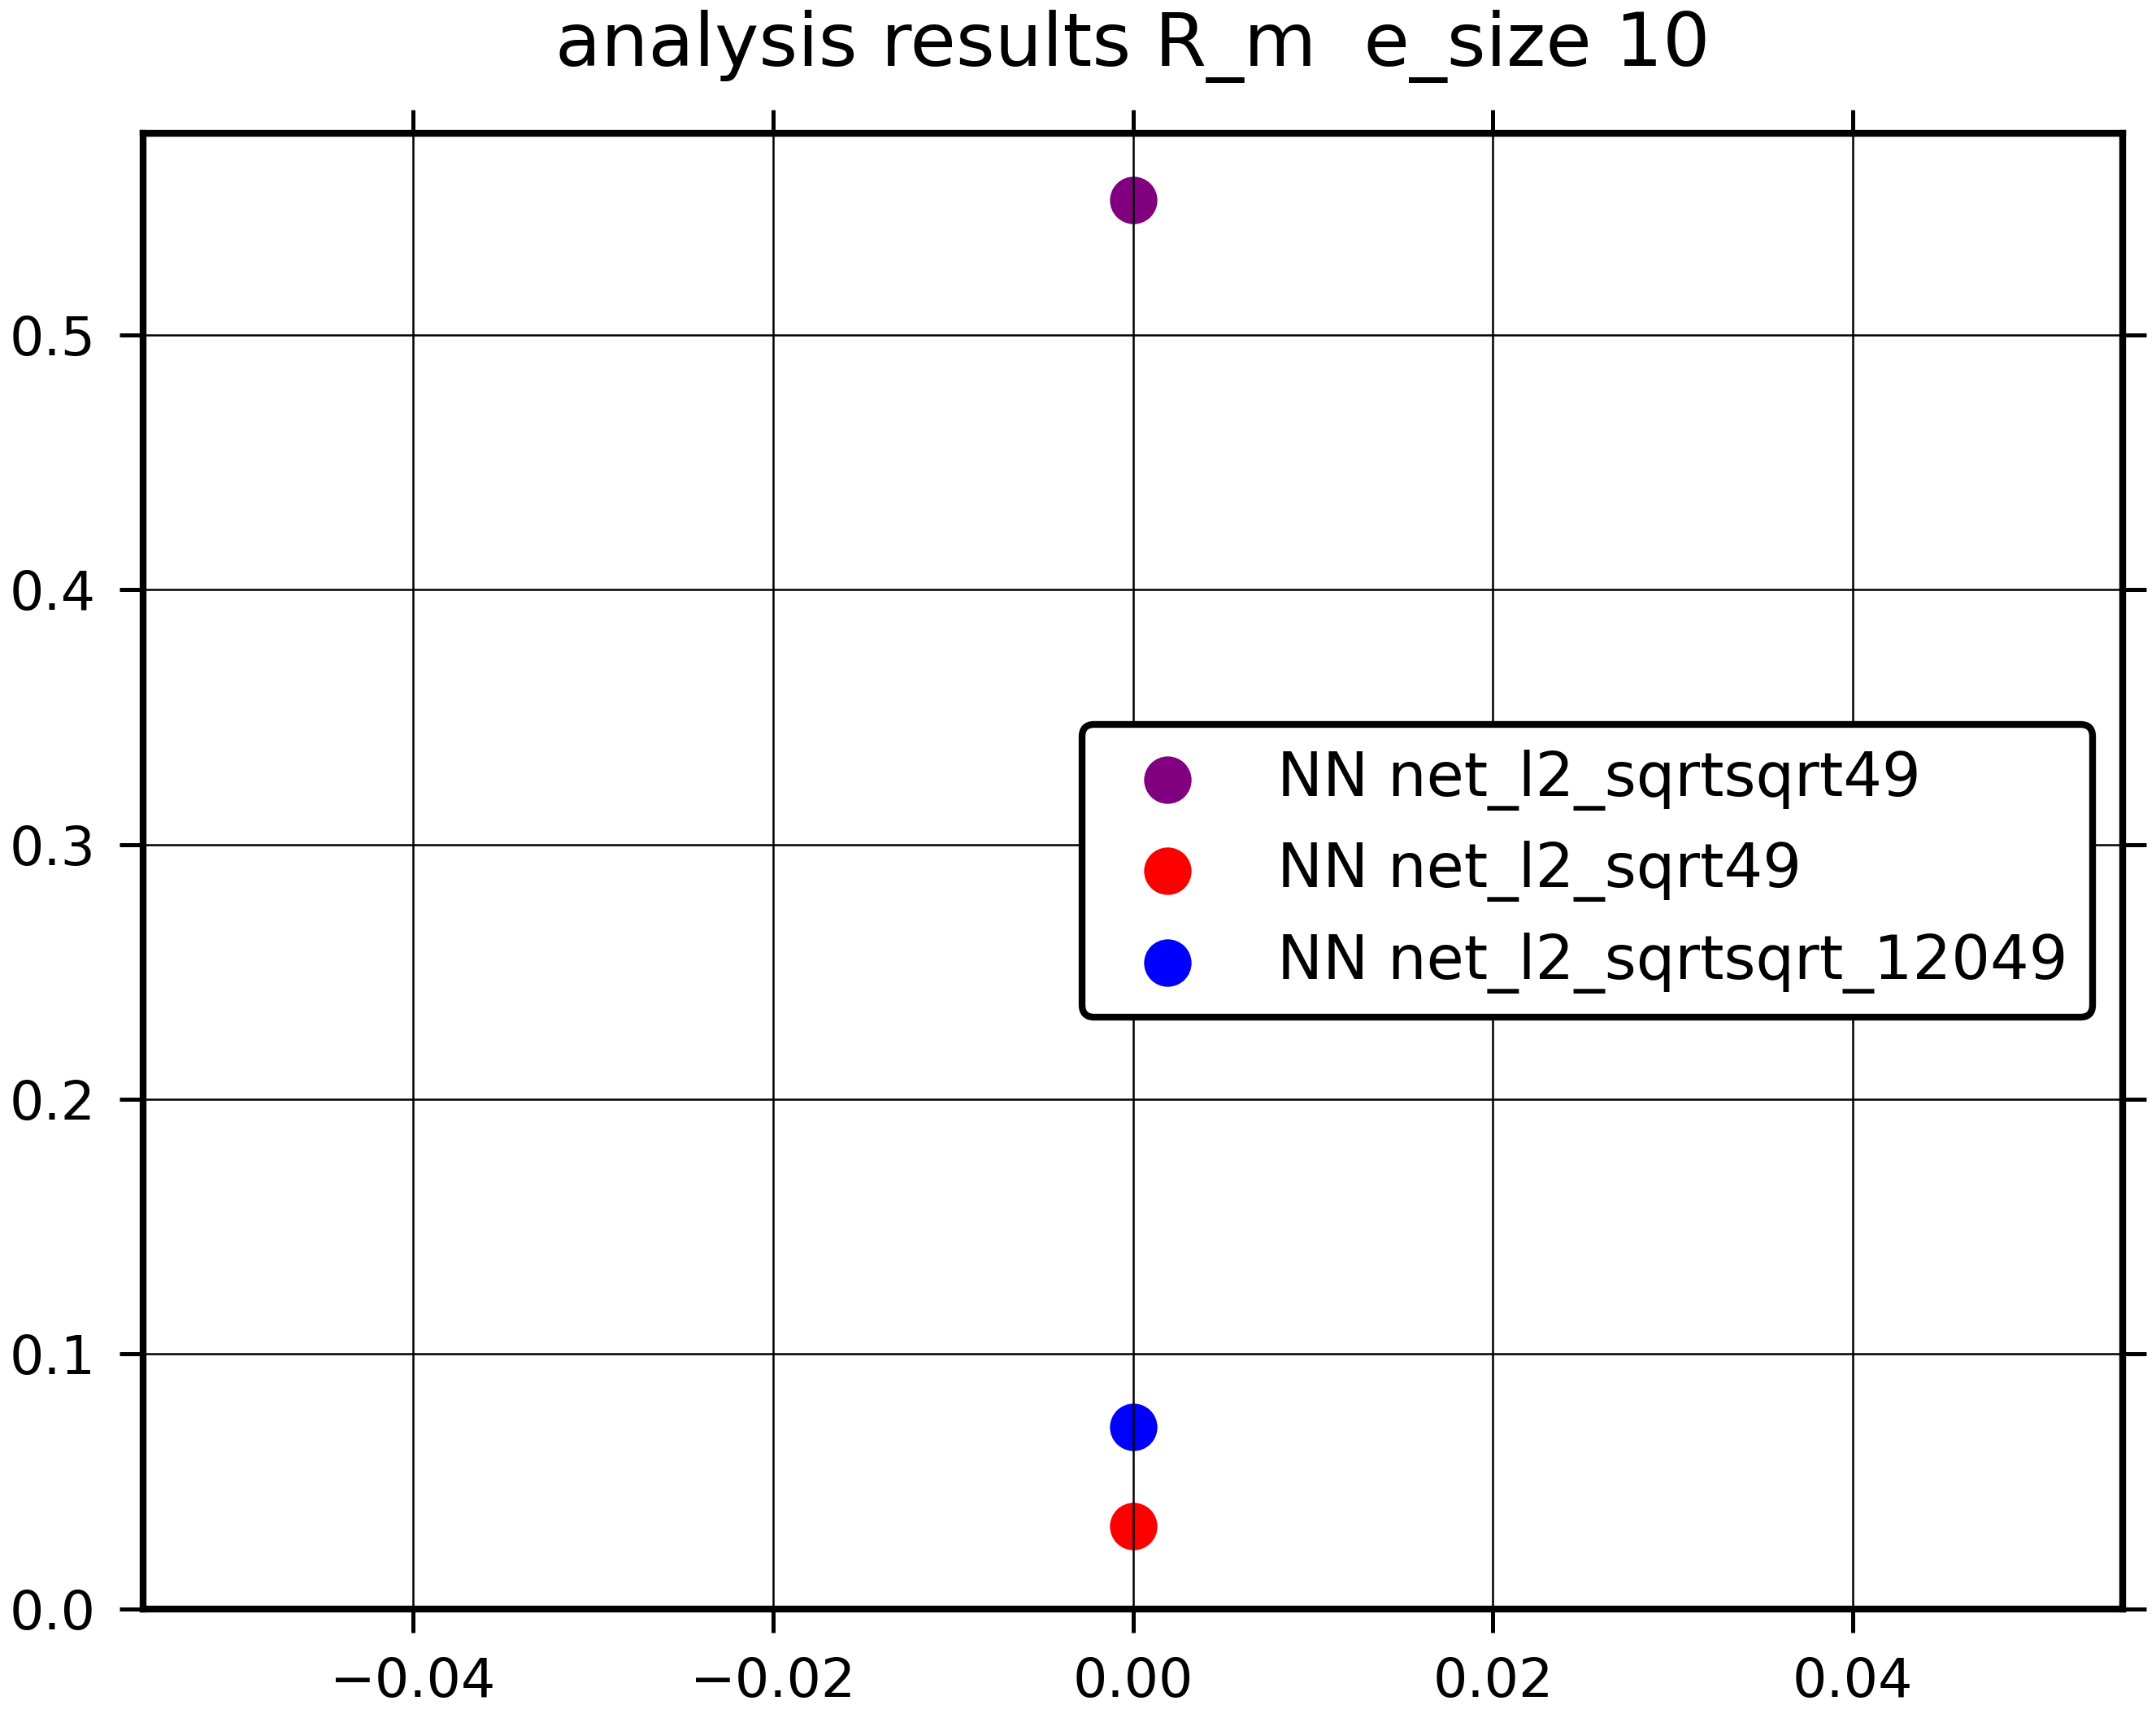 analysis results R_m  e_size 10
0.5
0.4
0.3
0.2
0.1
0.0
NN net_l2_sqrtsqrt49
NN net_l2_sqrt49
NN net_l2_sqrtsqrt_12049
−0.04
−0.02
0.00
0.02
0.04